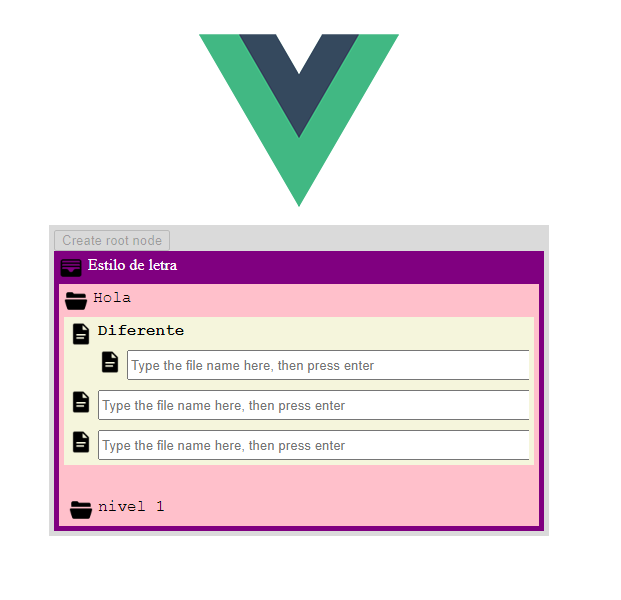 Create root node
Estilo de letra
Hola
Diferente
Type the file name here, then press enter
Type the file name here, then press enter
Type the file name here, then press enter
nivel 1